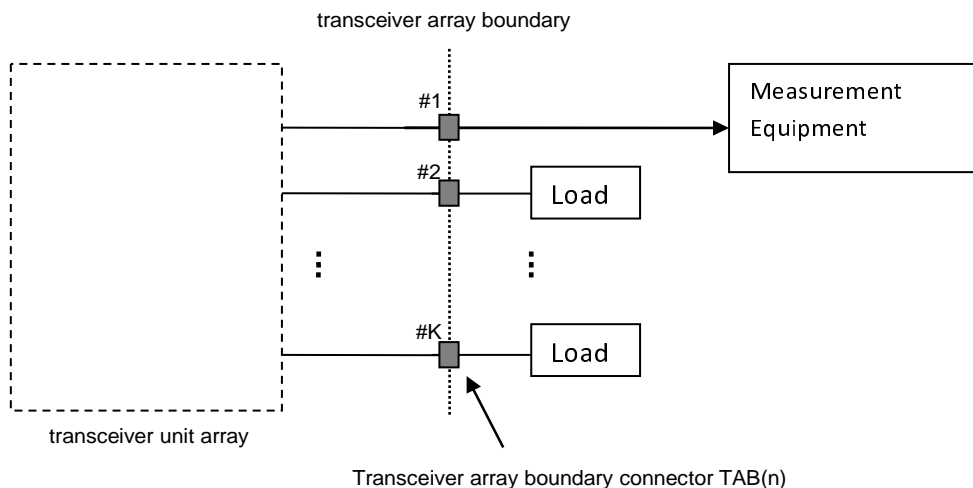 transceiver array boundary
#1
Measurement
Equipment
#2
Load
#K
Load
transceiver unit array
Transceiver array boundary connector TAB(n)